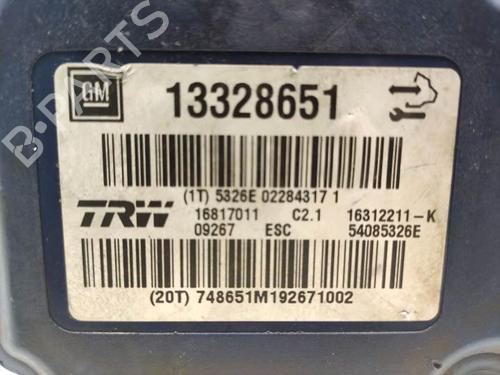 B-PARTS
GM
13328651
(1T) 5326E 02284317 1
TRW
16817011 C2.1 16312211-K
09267 ESC 54085326E
(20T) 748651M192671002